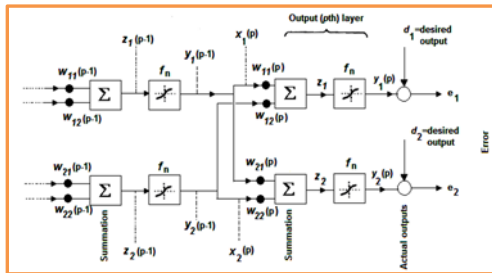 Output (pth) layer
d1=desired
output
z1(p-1)
y1(p-1)
x1(p)
w11(p-1)
w12(p-1)
Σ
fn
w11(p)
w12(p)
Σ
z1
fn
y1(p)
e1
d2=desired
output
w21(p-1)
w22(p-1)
Σ
fn
w21(p)
w22(p)
Σ
z2
fn
y2(p)
e2
z2(p-1)
y2(p-1)
x2(p)
Summation
Summation
Actual outputs
Error